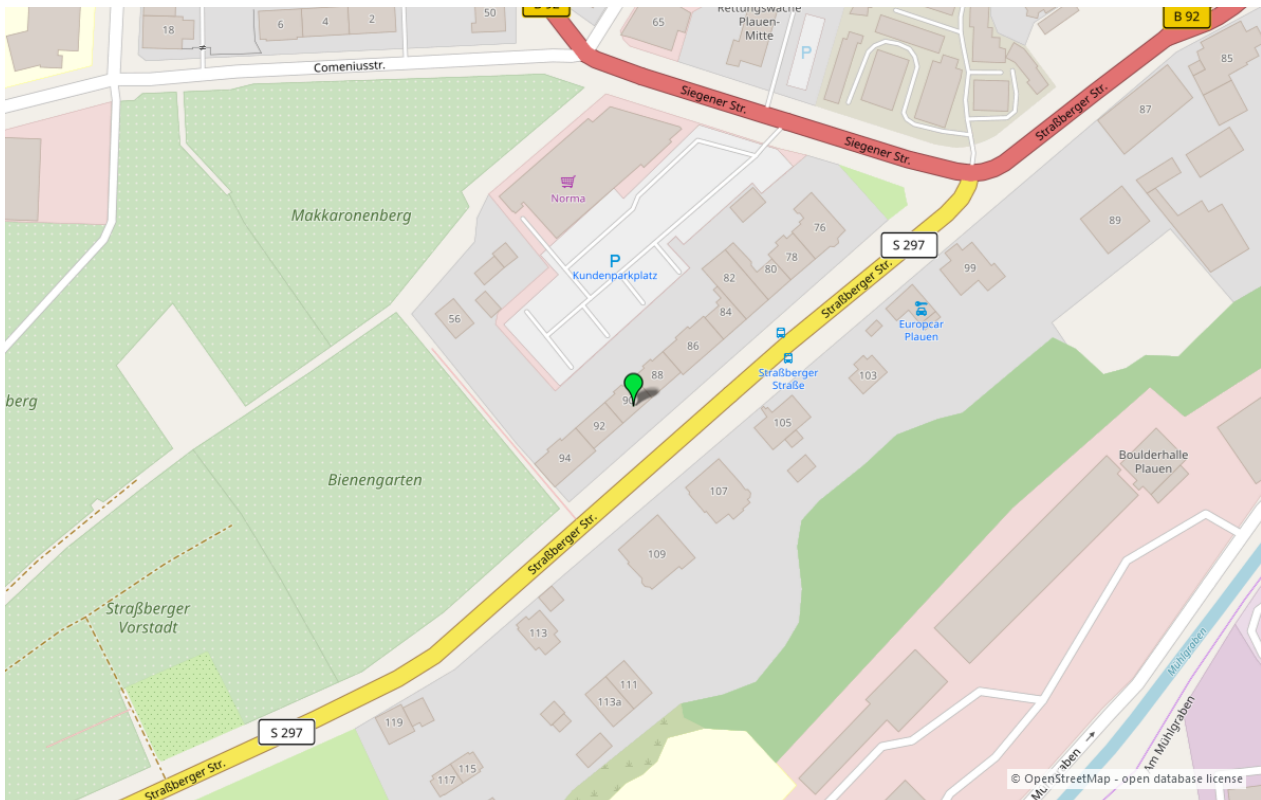 B 92
50
18
6
4
2
65
Rettungswache
Plauen-
Mitte
P
B 92
85
Comeniusstr.
Siegener Str.
Siegener Str.
Straßberger Str.
87
Norma
Makkaronenberg
P
Kundenparkplatz
76
78
80
82
84
86
88
92
94
56
S 297
89
99
Straßberger Str.
Europcar
Plauen
Straßberger
Straße
103
105
berg
Bienengarten
107
109
Boulderhalle
Plauen
Straßberger Str.
Straßberger
Vorstadt
113
111
113a
119
115
117
S 297
Straßberger Str.
Mühlgraben
Am Mühlgraben
© OpenStreetMap - open database license